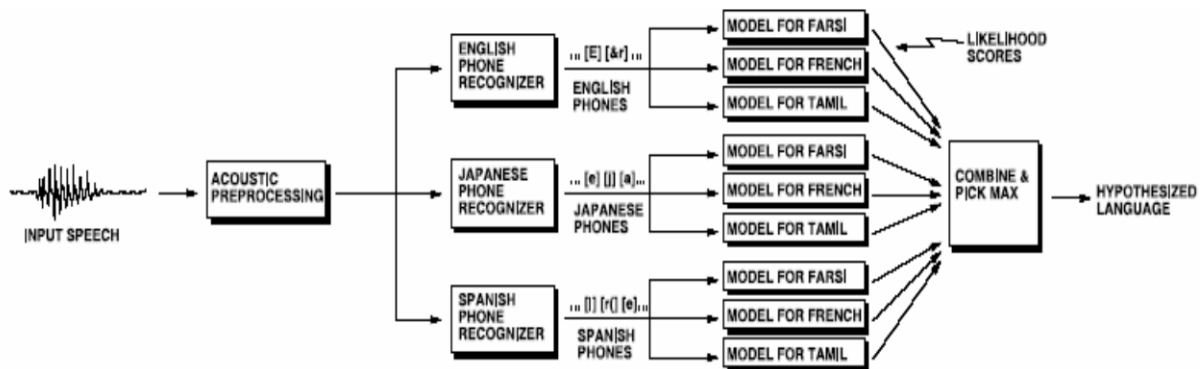 INPUT SPEECH
ACOUSTIC
PREPROCESSING
ENGLISH
PHONE
RECOGNIZER
... [E] [&r] ...
ENGLISH
PHONES
MODEL FOR FARSI
MODEL FOR FRENCH
MODEL FOR TAMIL
JAPANESE
PHONE
RECOGNIZER
... [e] [j] [a]...
JAPANESE
PHONES
MODEL FOR FARSI
MODEL FOR FRENCH
MODEL FOR TAMIL
SPANISH
PHONE
RECOGNIZER
... [l] [r(] [e]...
SPANISH
PHONES
MODEL FOR FARSI
MODEL FOR FRENCH
MODEL FOR TAMIL
LIKELIHOOD
SCORES
COMBINE &
PICK MAX
HYPOTHESIZED
LANGUAGE